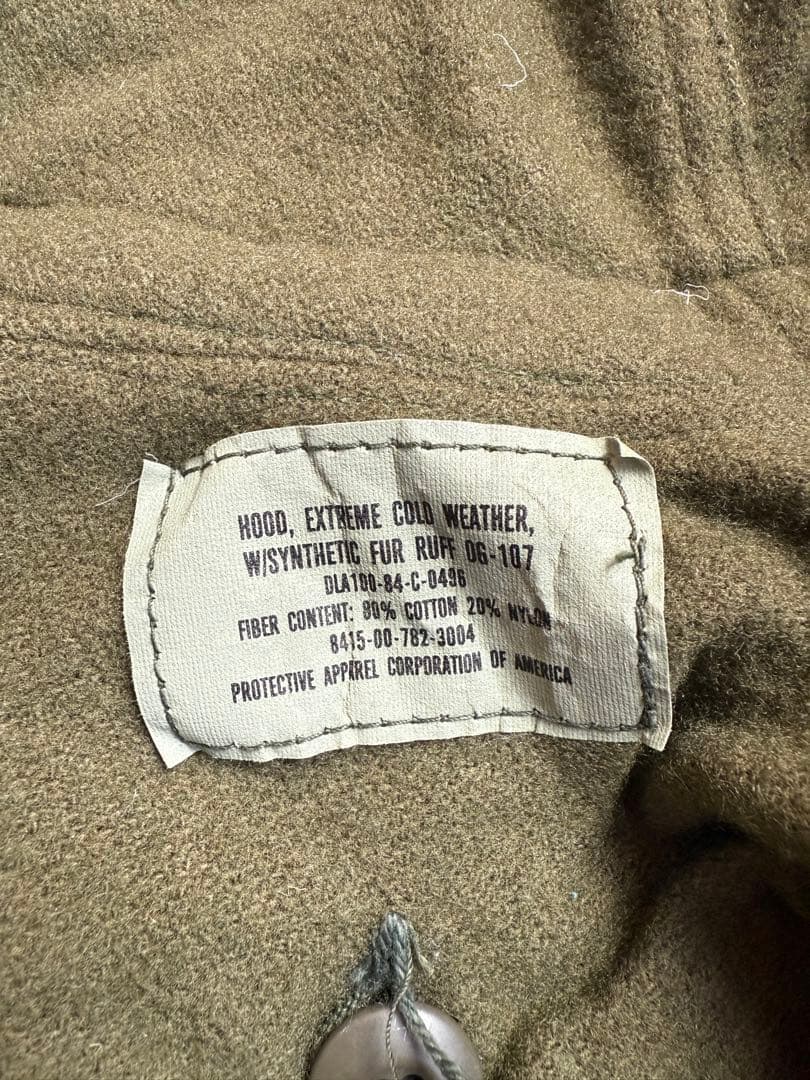 HOOD, EXTREME COLD WEATHER,
W/SYNTHETIC FUR RUFF OG-107
DLA100-84-C-0496
FIBER CONTENT: 80% COTTON 20% NYLON
8415-00-782-3004
PROTECTIVE APPAREL CORPORATION OF AMERICA